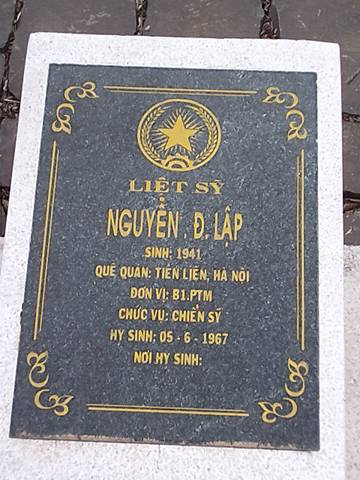 LIỆT SỸ
NGUYỄN . Đ. LẬP
SINH: 1941
QUÊ QUÁN: TIÊN LIÊN, HÀ NỘI
ĐƠN VỊ: B1.PTM
CHỨC VỤ: CHIẾN SỸ
HY SINH: 05 - 6 - 1967
NƠI HY SINH: